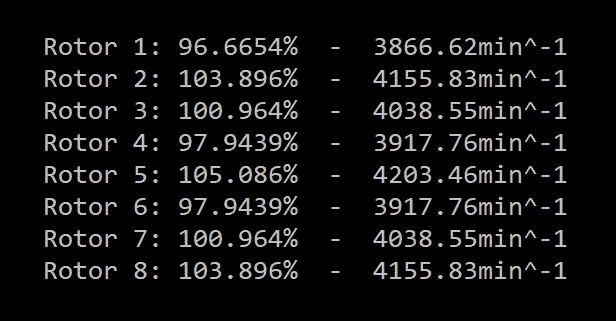 Rotor 1: 96.6654%  -  3866.62min^-1
Rotor 2: 103.896%  -  4155.83min^-1
Rotor 3: 100.964%  -  4038.55min^-1
Rotor 4: 97.9439%  -  3917.76min^-1
Rotor 5: 105.086%  -  4203.46min^-1
Rotor 6: 97.9439%  -  3917.76min^-1
Rotor 7: 100.964%  -  4038.55min^-1
Rotor 8: 103.896%  -  4155.83min^-1